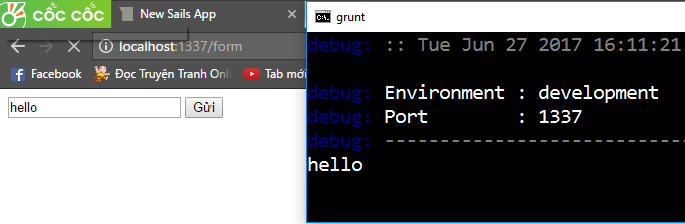 cốc cốc
New Sails App
localhost:1337/form
Facebook
Đọc Truyện Tranh Onl
Tab mới
hello
Gửi
grunt
debug: :: Tue Jun 27 2017 16:11:21
debug: Environment : development
debug: Port : 1337
debug: ----------------------------
hello